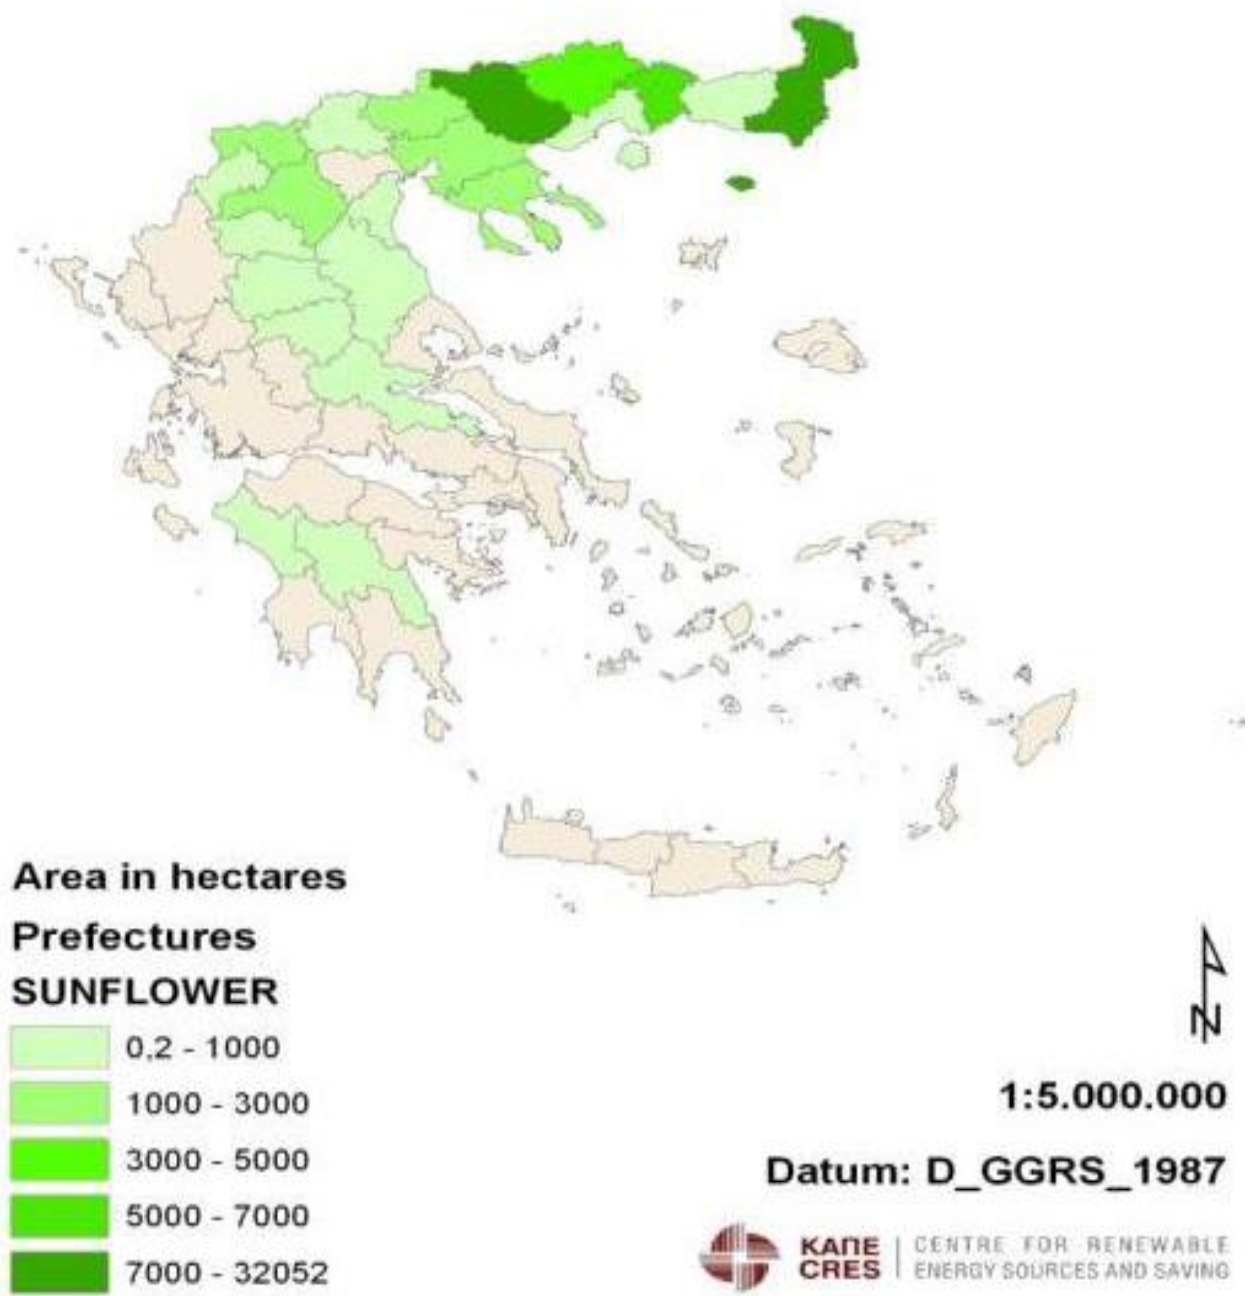 Area in hectares
Prefectures
SUNFLOWER
0,2 - 1000
1000 - 3000
3000 - 5000
5000 - 7000
7000 - 32052
N
1:5.000.000
Datum: D_GGRS_1987
ΚΑΠΕ
CRES
CENTRE FOR RENEWABLE
ENERGY SOURCES AND SAVING